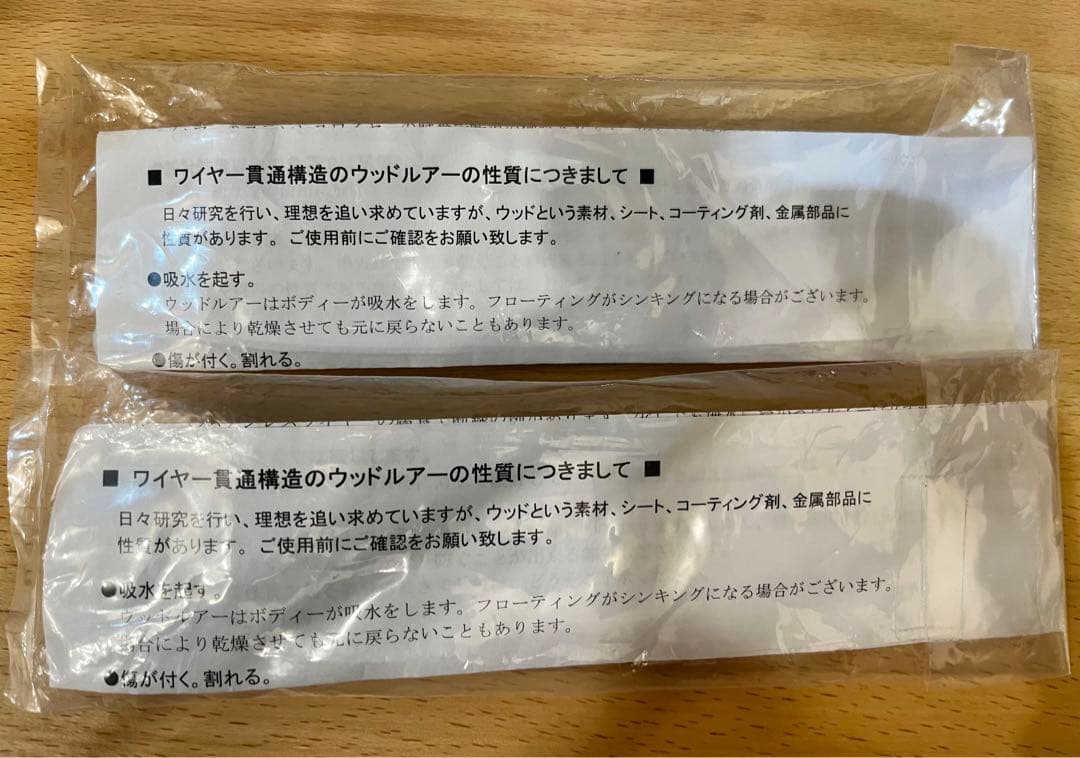 ■ ワイヤー貫通構造のウッドルアーの性質につきまして ■
日々研究を行い、理想を追い求めていますが、ウッドという素材、シート、コーティング剤、金属部品に
性質があります。 ご使用前にご確認をお願い致します。
●吸水を起す。
ウッドルアーはボディーが吸水をします。フローティングがシンキングになる場合がございます。
場合により乾燥させても元に戻らないこともあります。
●傷が付く。割れる。
■ ワイヤー貫通構造のウッドルアーの性質につきまして ■
日々研究を行い、理想を追い求めていますが、ウッドという素材、シート、コーティング剤、金属部品に
性質があります。 ご使用前にご確認をお願い致します。
●吸水を起す。
ウッドルアーはボディーが吸水をします。フローティングがシンキングになる場合がございます。
場合により乾燥させても元に戻らないこともあります。
●傷が付く。割れる。